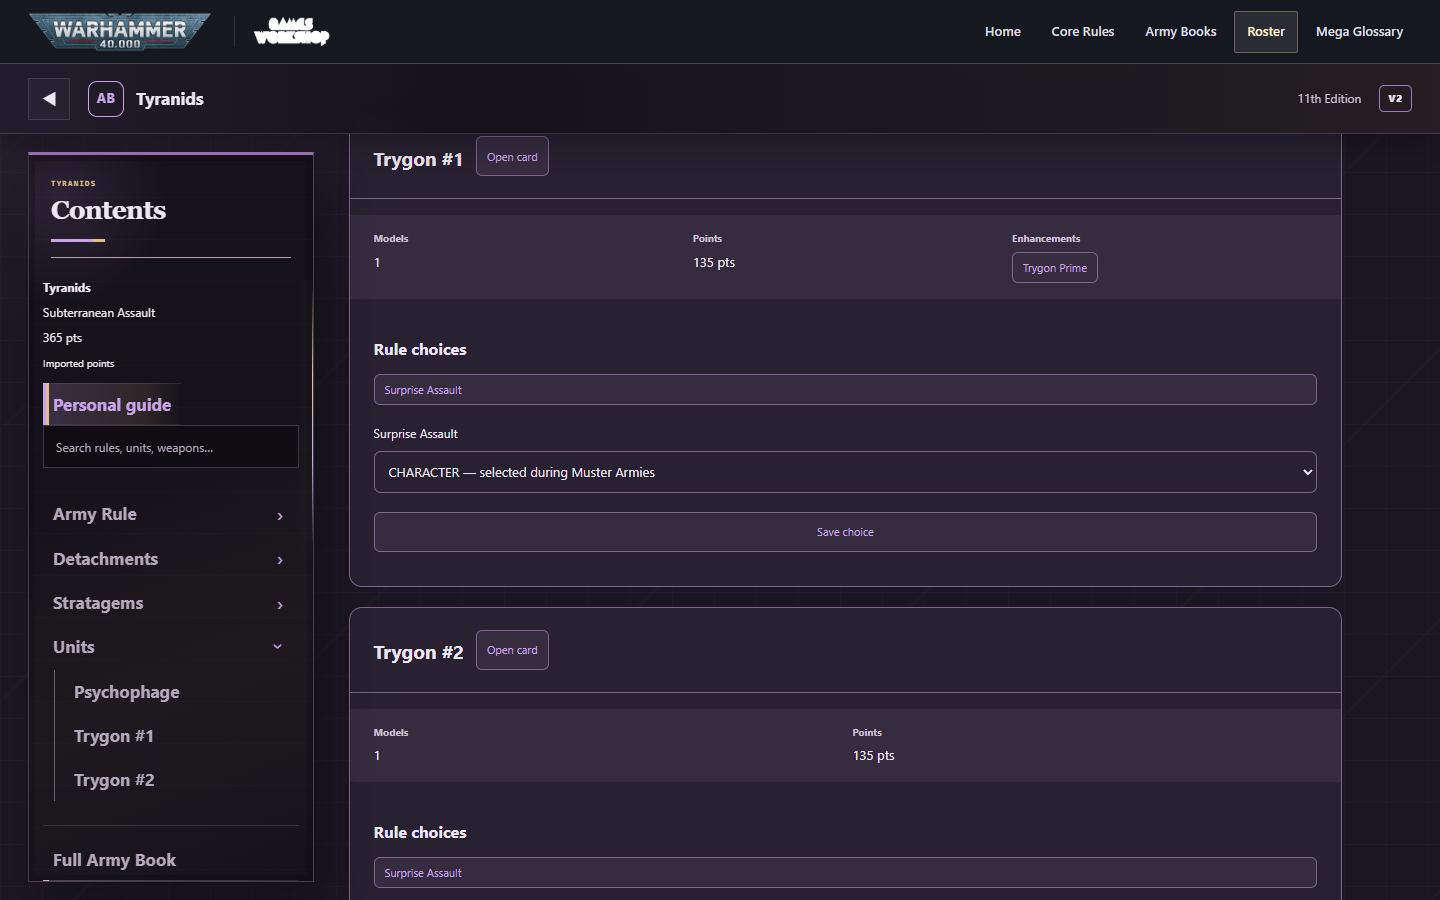 WARHAMMER
40,000
GAMES
WORKSHOP
Home
Core Rules
Army Books
Roster
Mega Glossary
◀
AB
Tyranids
11th Edition
V2
TYRANIDS
Contents
Tyranids
Subterranean Assault
365 pts
Imported points
Personal guide
Search rules, units, weapons...
Army Rule
Detachments
Stratagems
Units
Psychophage
Trygon #1
Trygon #2
Full Army Book
Trygon #1
Open card
Models
1
Points
135 pts
Enhancements
Trygon Prime
Rule choices
Surprise Assault
Surprise Assault
CHARACTER — selected during Muster Armies
Save choice
Trygon #2
Open card
Models
1
Points
135 pts
Rule choices
Surprise Assault